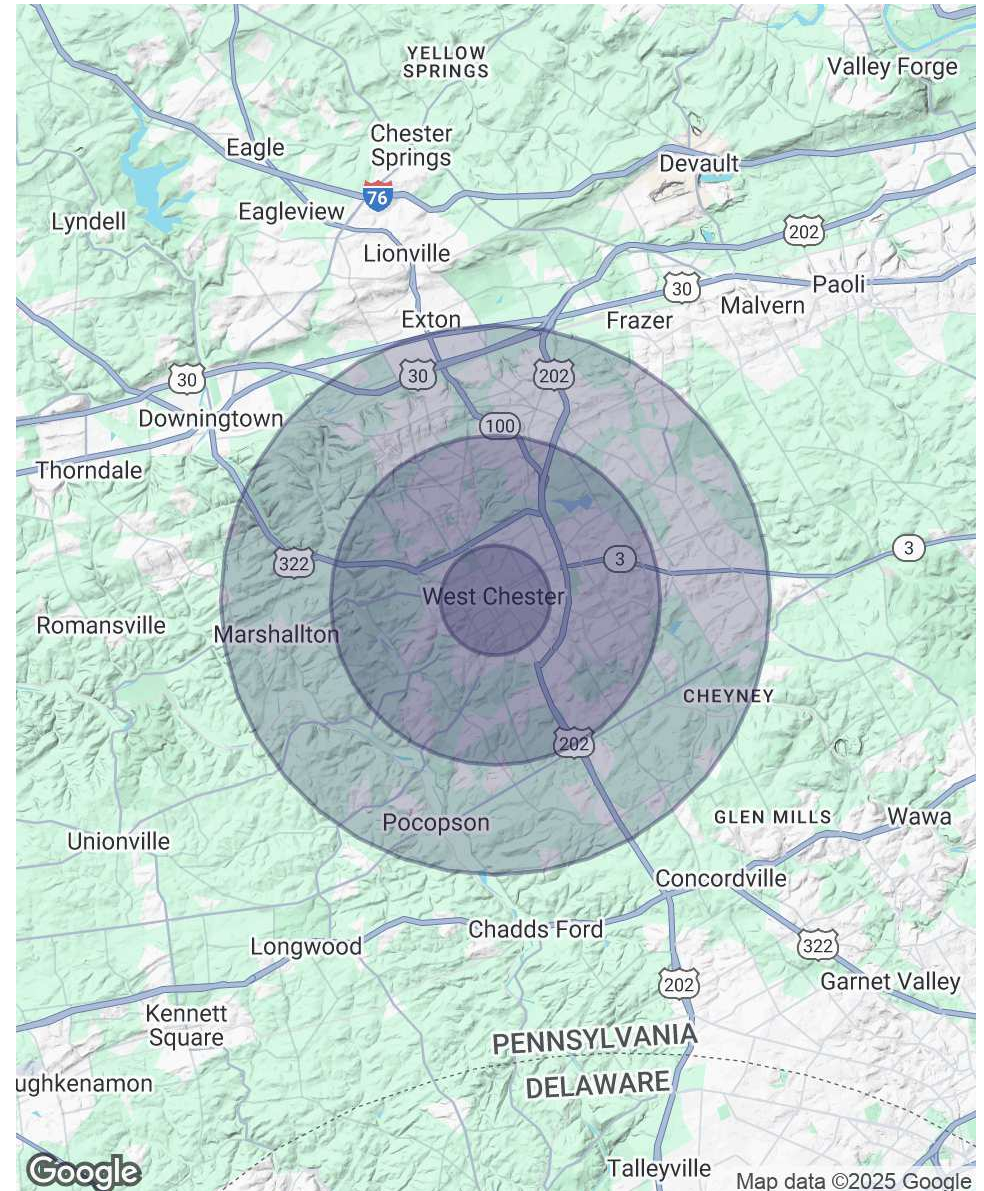 YELLOW
SPRINGS
Valley Forge
Chester
Springs
Eagle
Devault
76
Lyndell
Eagleview
202
Lionville
30
Paoli
Malvern
Exton
Frazer
30
30
202
Downingtown
100
Thorndale
3
3
322
West Chester
Romansville
Marshallton
CHEYNEY
202
Pocopson
GLEN MILLS
Wawa
Unionville
Concordville
Chadds Ford
Longwood
322
202
Garnet Valley
Kennett
Square
PENNSYLVANIA
DELAWARE
ughkenamon
Talleyville
Google
Map data ©2025 Google